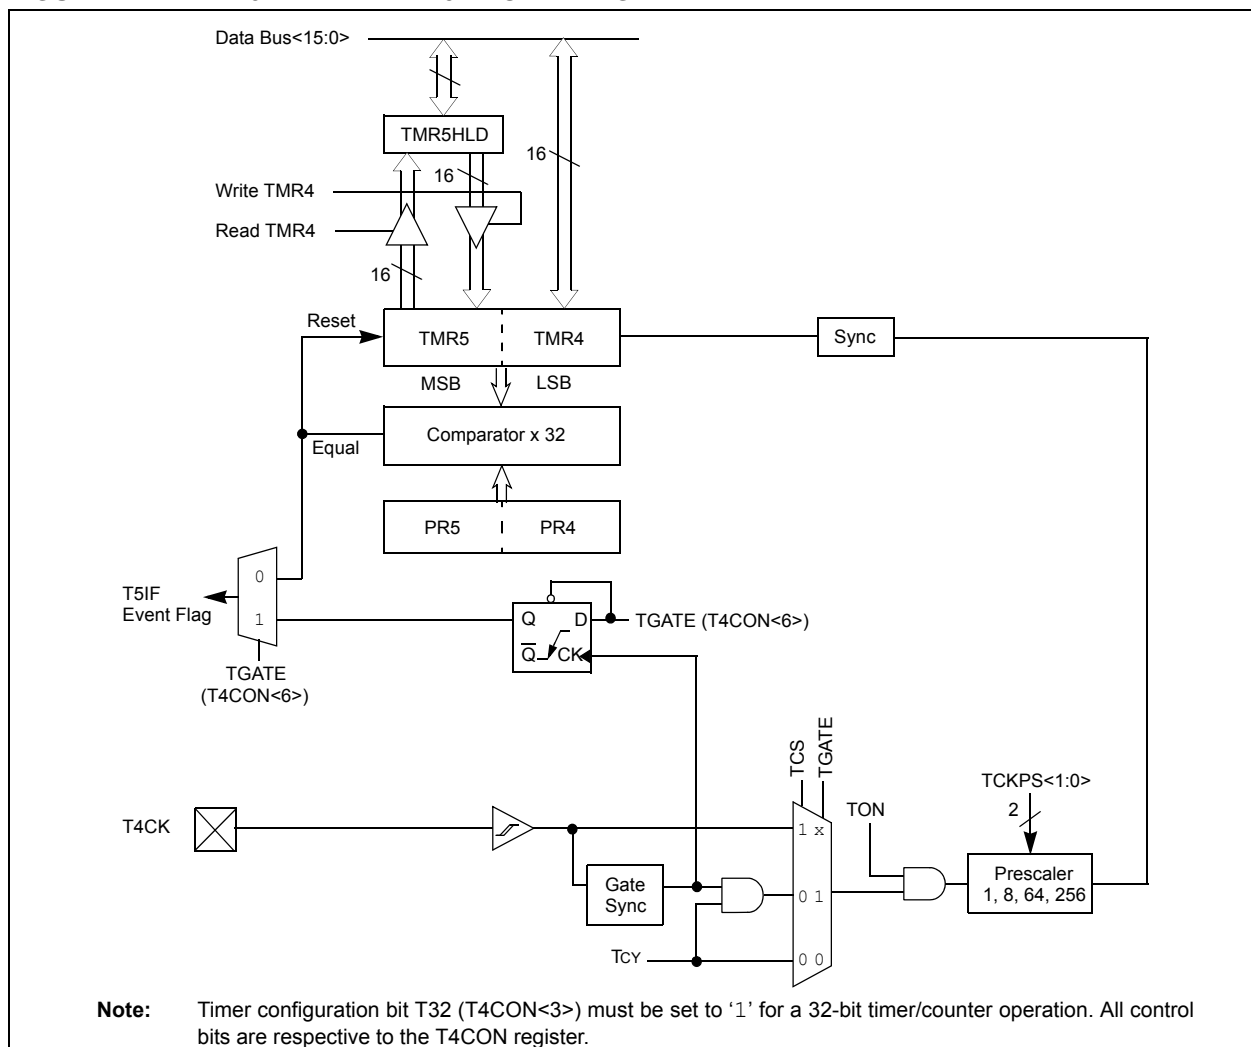 Data Bus<15:0>
TMR5HLD
16
16
Write TMR4
Read TMR4
16
Reset
TMR5
TMR4
Sync
MSB
LSB
Equal
Comparator x 32
PR5
PR4
0
1
T5IF
Event Flag
TGATE
(T4CON<6>)
Q
D
Q
CK
TGATE (T4CON<6>)
TCS
TGATE
TCKPS<1:0>
2
T4CK
1 x
TON
Gate
Sync
0 1
Prescaler
1, 8, 64, 256
TCY
0 0
Note: Timer configuration bit T32 (T4CON<3>) must be set to ‘1’ for a 32-bit timer/counter operation. All control
bits are respective to the T4CON register.